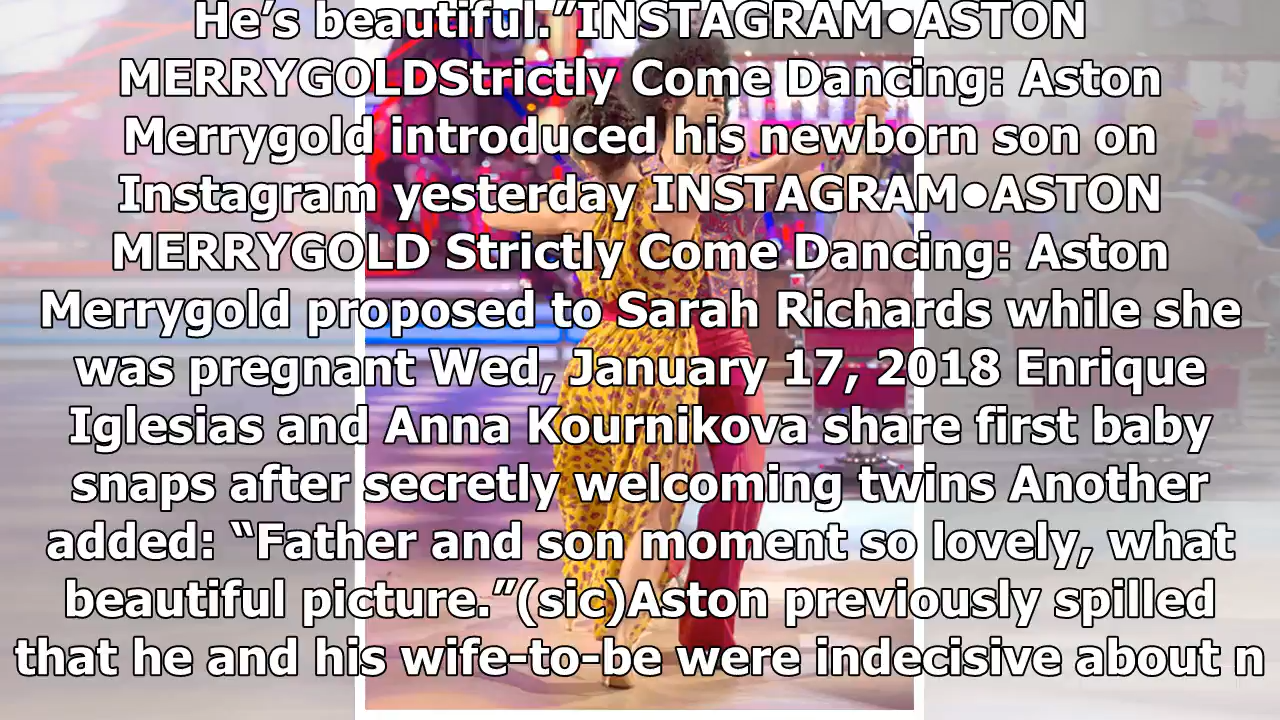 He’s beautiful.”INSTAGRAM•ASTON
MERRYGOLDStrictly Come Dancing: Aston
Merrygold introduced his newborn son on
Instagram yesterday INSTAGRAM•ASTON
MERRYGOLD Strictly Come Dancing: Aston
Merrygold proposed to Sarah Richards while she
was pregnant Wed, January 17, 2018 Enrique
Iglesias and Anna Kournikova share first baby
snaps after secretly welcoming twins Another
added: “Father and son moment so lovely, what
beautiful picture.”(sic)Aston previously spilled
that he and his wife-to-be were indecisive about n